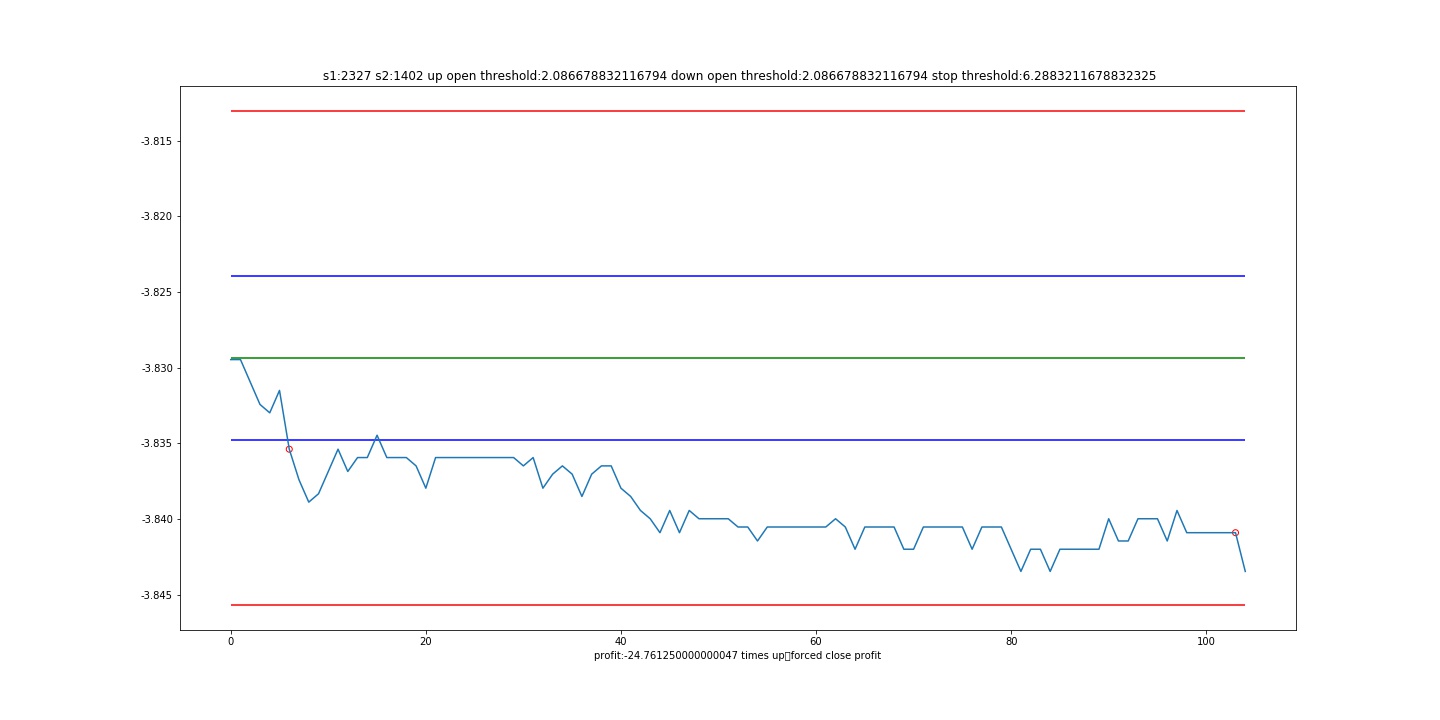 s1:2327 s2:1402 up open threshold:2.086678832116794 down open threshold:2.086678832116794 stop threshold:6.2883211678832325
-3.815
-3.820
-3.825
-3.830
-3.835
-3.840
-3.845
0 20 40 60 80 100
profit:-24.761250000000047 times up▯forced close profit